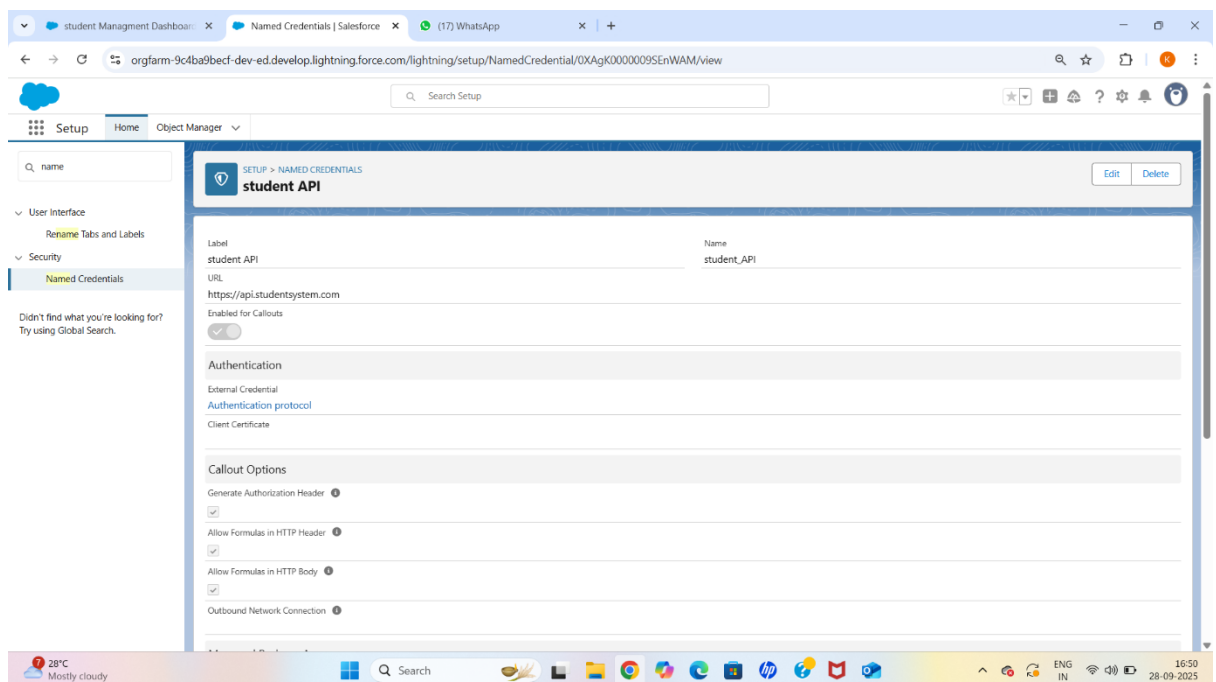 student Managment Dashboar
Named Credentials | Salesforce
(17) WhatsApp
orgfarm-9c4ba9becf-dev-ed.develop.lightning.force.com/lightning/setup/NamedCredential/0XAgK0000009SEnWAM/view
K
Search Setup
Setup
Home
Object Manager
name
User Interface
Rename Tabs and Labels
Security
Named Credentials
Didn't find what you're looking for?
Try using Global Search.
SETUP > NAMED CREDENTIALS
student API
Edit
Delete
Label
student API
Name
student_API
URL
https://api.studentsystem.com
Enabled for Callouts
Authentication
External Credential
Authentication protocol
Client Certificate
Callout Options
Generate Authorization Header
Allow Formulas in HTTP Header
Allow Formulas in HTTP Body
Outbound Network Connection
7
28°C
Mostly cloudy
Search
hp
ENG
IN
16:50
28-09-2025